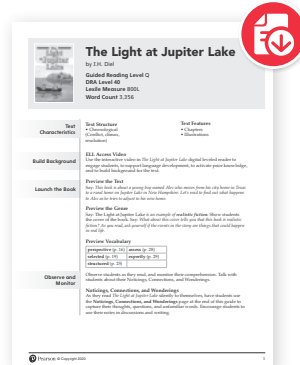 The Light at Jupiter Lake
by J.H. Diel
Guided Reading Level Q
DRA Level 40
Lexile Measure 800L
Word Count 3,356
Text
Characteristics
Text Structure
• Chronological
(Conflict, climax,
resolution)
Text Features
• Chapters
• Illustrations
Build Background
ELL Access Video
Use the interactive video in The Light at Jupiter Lake digital leveled reader to
engage students, to support language development, to activate prior knowledge,
and to build background for the text.
Launch the Book
Preview the Text
Say: This book is about a young boy named Alec who moves from his city home in Texas
to a rural home on Jupiter Lake in New Hampshire. Let's read to find out what happens
to Alec as he tries to adjust to his new home.
Preview the Genre
Say: The Light at Jupiter Lake is an example of realistic fiction. Show students
the cover of the book. Say: What about this cover tells you that this book is realistic
fiction? As you read, ask yourself if the events in the story are things that could happen
in real life.
Preview Vocabulary
perspective (p. 16) assess (p. 28)
selected (p. 19) expertly (p. 29)
structured (p. 25)
Observe and
Monitor
Observe students as they read, and monitor their comprehension. Talk with
students about their Noticings, Connections, and Wonderings.
Noticings, Connections, and Wonderings
As they read The Light at Jupiter Lake silently to themselves, have students use
the Noticings, Connections, and Wonderings page at the end of this guide to
capture their thoughts, questions, and unfamiliar words. Encourage students to
use their notes in discussions and writing.
Pearson © Copyright 2020
1